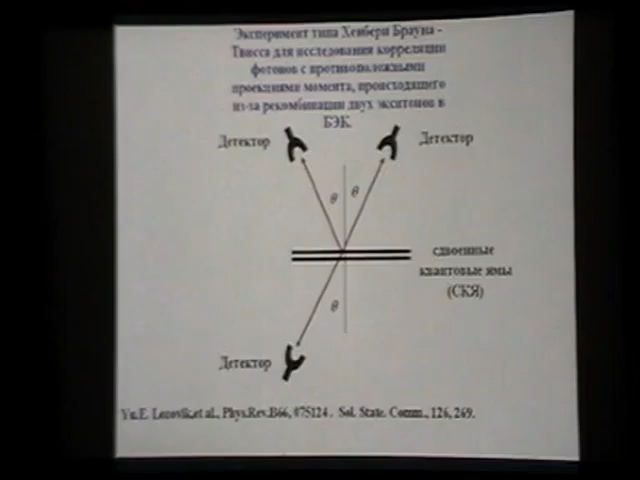 Эксперимент типа Хенбери Брауна -
Твисса для исследования корреляции
фотонов с противоположными
проекциями момента, происходящего
из-за рекомбинации двух экситонов в
БЭК.
Детектор
Детектор
θ
θ
сдвоенные
квантовые ямы
(СКЯ)
θ
Детектор
Yu.E. Lozovik,et.al., Phys.Rev.B66, 075124 . Sol. State. Comm., 126, 269.